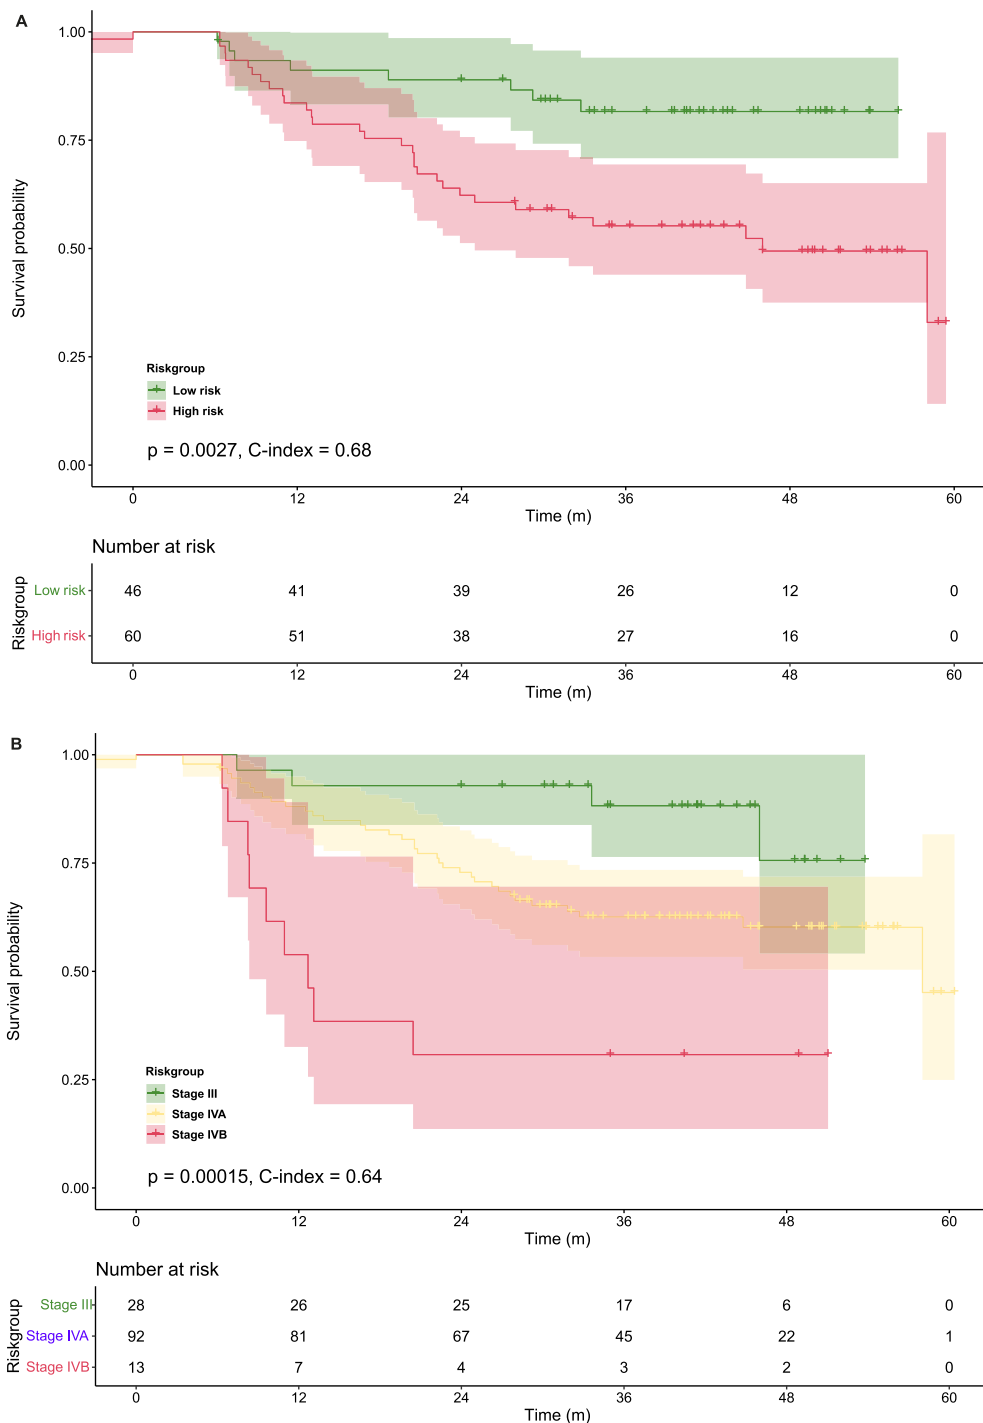 A
1.00
0.75
0.50
0.25
0.00
Survival probability
Riskgroup
Low risk
High risk
p = 0.0027, C-index = 0.68
0 12 24 36 48 60
Time (m)
Number at risk
Riskgroup
Low risk 46 41 39 26 12 0
High risk 60 51 38 27 16 0
0 12 24 36 48 60
Time (m)
B
1.00
0.75
0.50
0.25
0.00
Survival probability
Riskgroup
Stage III
Stage IVA
Stage IVB
p = 0.00015, C-index = 0.64
0 12 24 36 48 60
Time (m)
Number at risk
Riskgroup
Stage III 28 26 25 17 6 0
Stage IVA 92 81 67 45 22 1
Stage IVB 13 7 4 3 2 0
0 12 24 36 48 60
Time (m)